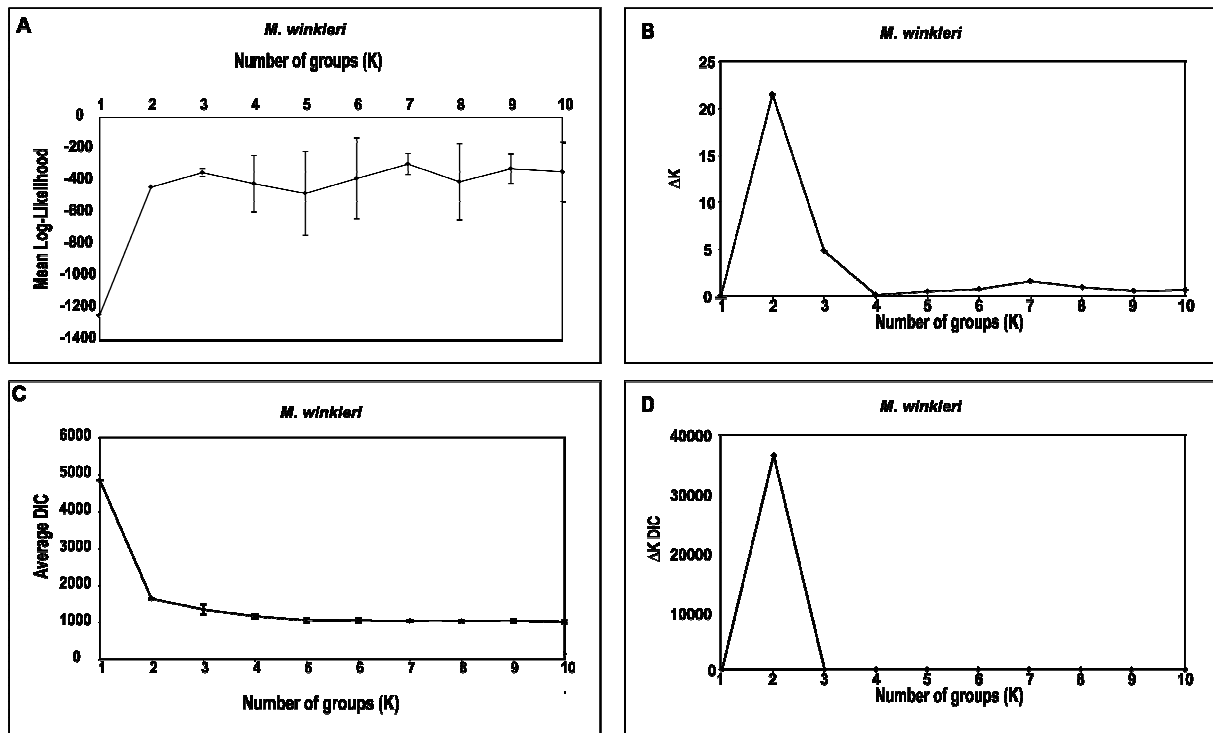 A
M. winkleri
Number of groups (K)
1 2 3 4 5 6 7 8 9 10
0
-200
-400
-600
-800
-1000
-1200
-1400
Mean Log-Likelihood
B
M. winkleri
25
20
15
10
5
0
ΔK
1 2 3 4 5 6 7 8 9 10
Number of groups (K)
C
M. winkleri
6000
5000
4000
3000
2000
1000
0
Average DIC
1 2 3 4 5 6 7 8 9 10
Number of groups (K)
D
M. winkleri
40000
30000
20000
10000
0
ΔK DIC
1 2 3 4 5 6 7 8 9 10
Number of groups (K)